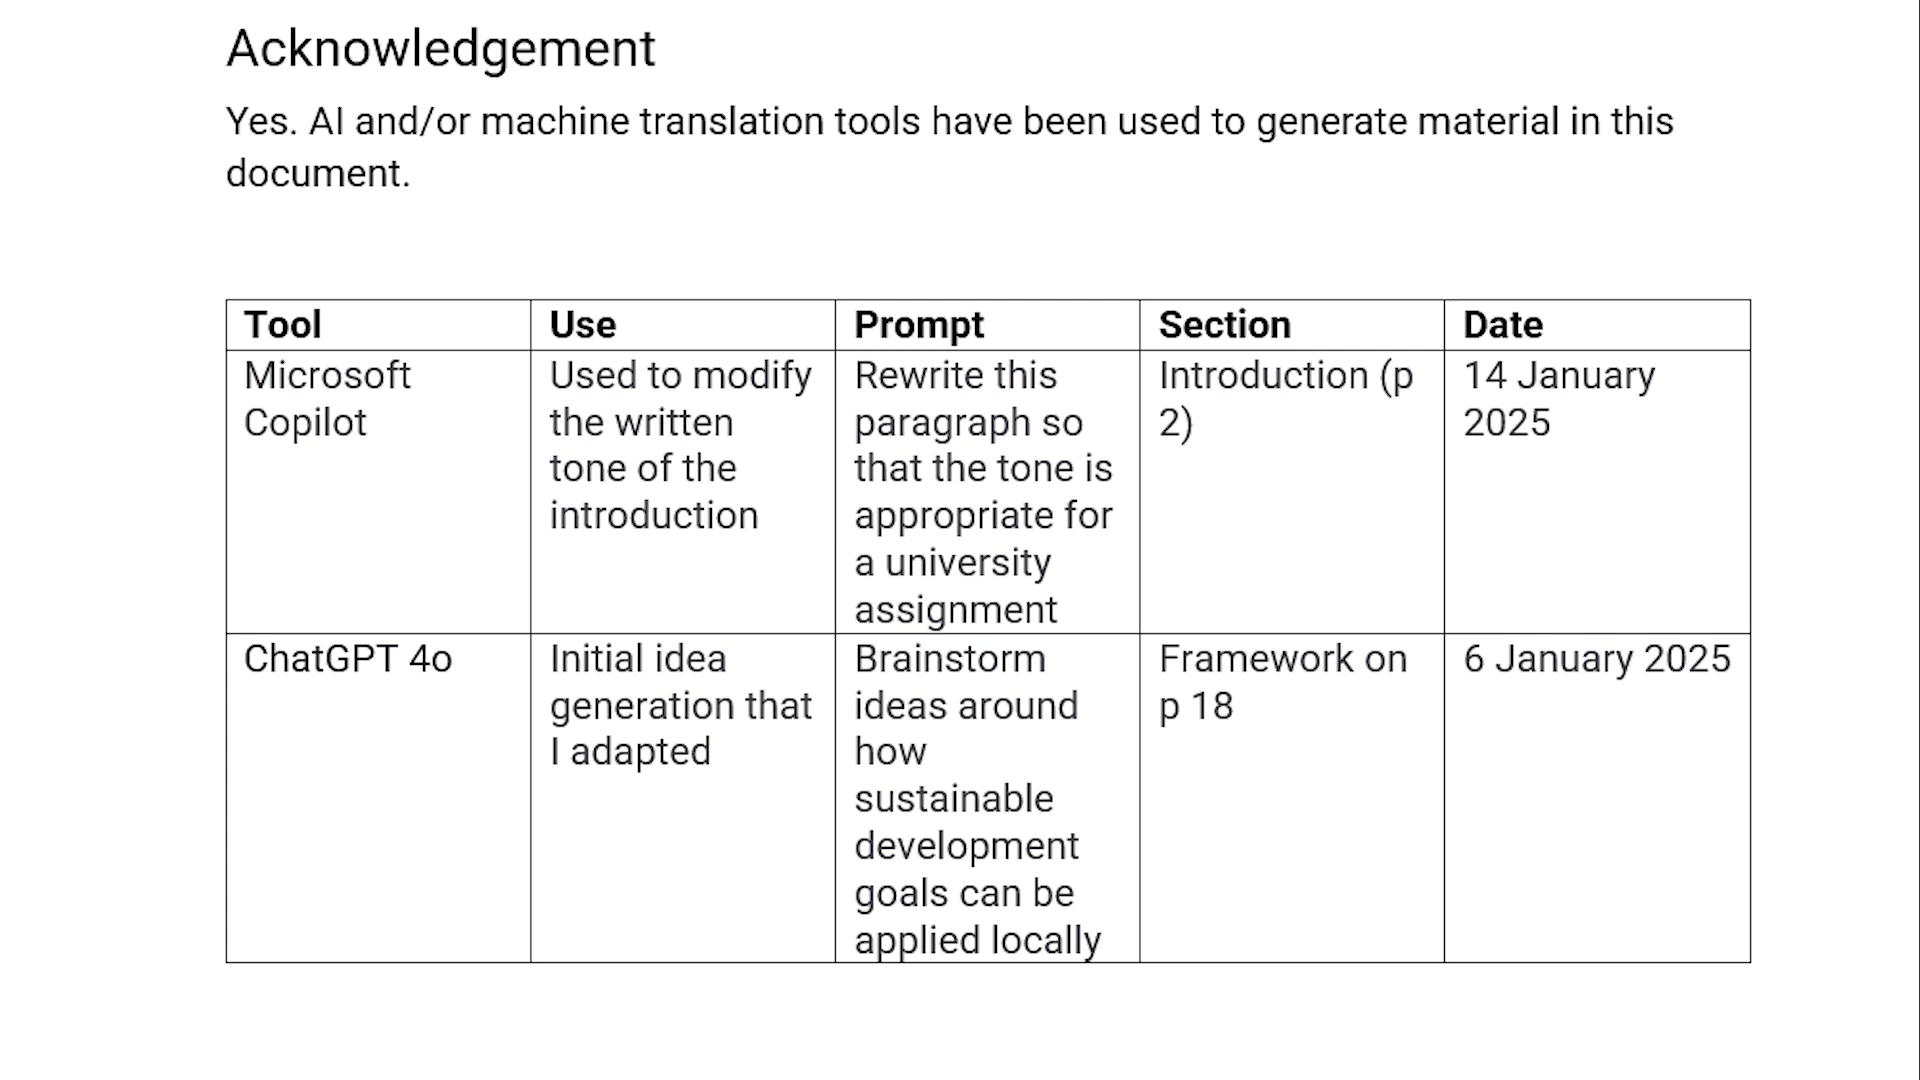 Acknowledgement
Yes. AI and/or machine translation tools have been used to generate material in this
document.
Tool Use Prompt Section Date
Microsoft
Copilot
Used to modify
the written
tone of the
introduction
Rewrite this
paragraph so
that the tone is
appropriate for
a university
assignment
Introduction (p
2)
14 January
2025
ChatGPT 4o
Initial idea
generation that
I adapted
Brainstorm
ideas around
how
sustainable
development
goals can be
applied locally
Framework on
p 18
6 January 2025